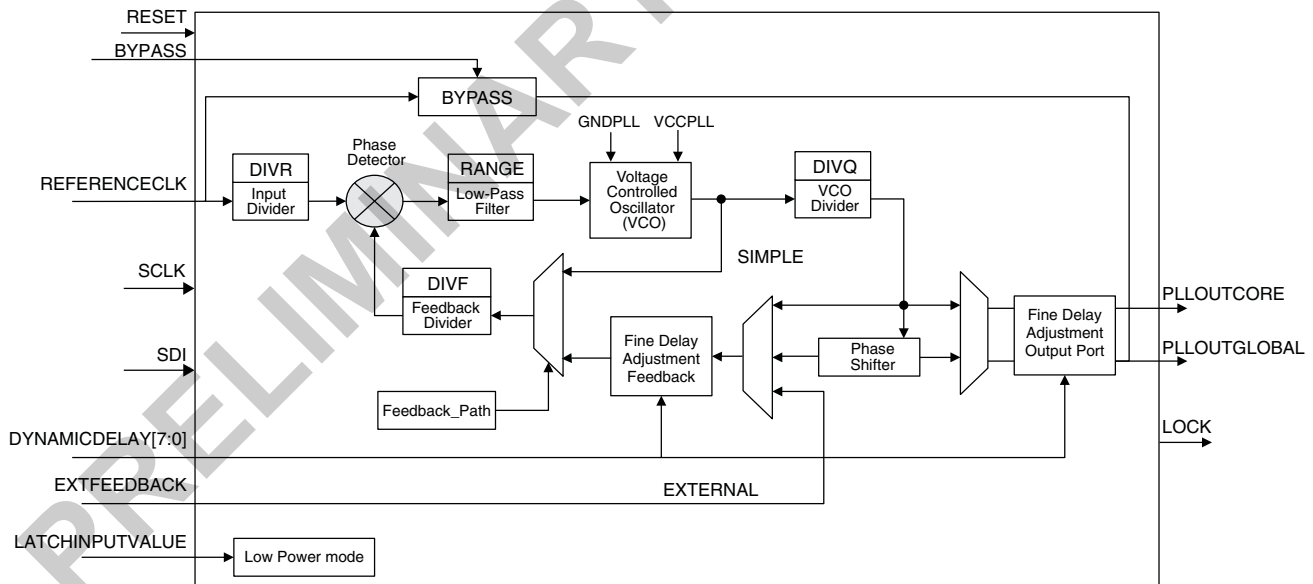 RESET
BYPASS
BYPASS
GNDPLL
VCCPLL
Phase
Detector
DIVR
Input
Divider
RANGE
Low-Pass
Filter
Voltage
Controlled
Oscillator
(VCO)
DIVQ
VCO
Divider
REFERENCECLK
SIMPLE
SCLK
DIVF
Feedback
Divider
PLLOUTCORE
Fine Delay
Adjustment
Output Port
Fine Delay
Adjustment
Feedback
Phase
Shifter
SDI
PLLOUTGLOBAL
Feedback_Path
DYNAMICDELAY[7:0]
LOCK
EXTFEEDBACK
EXTERNAL
LATCHINPUTVALUE
Low Power mode
PRELIMINAR